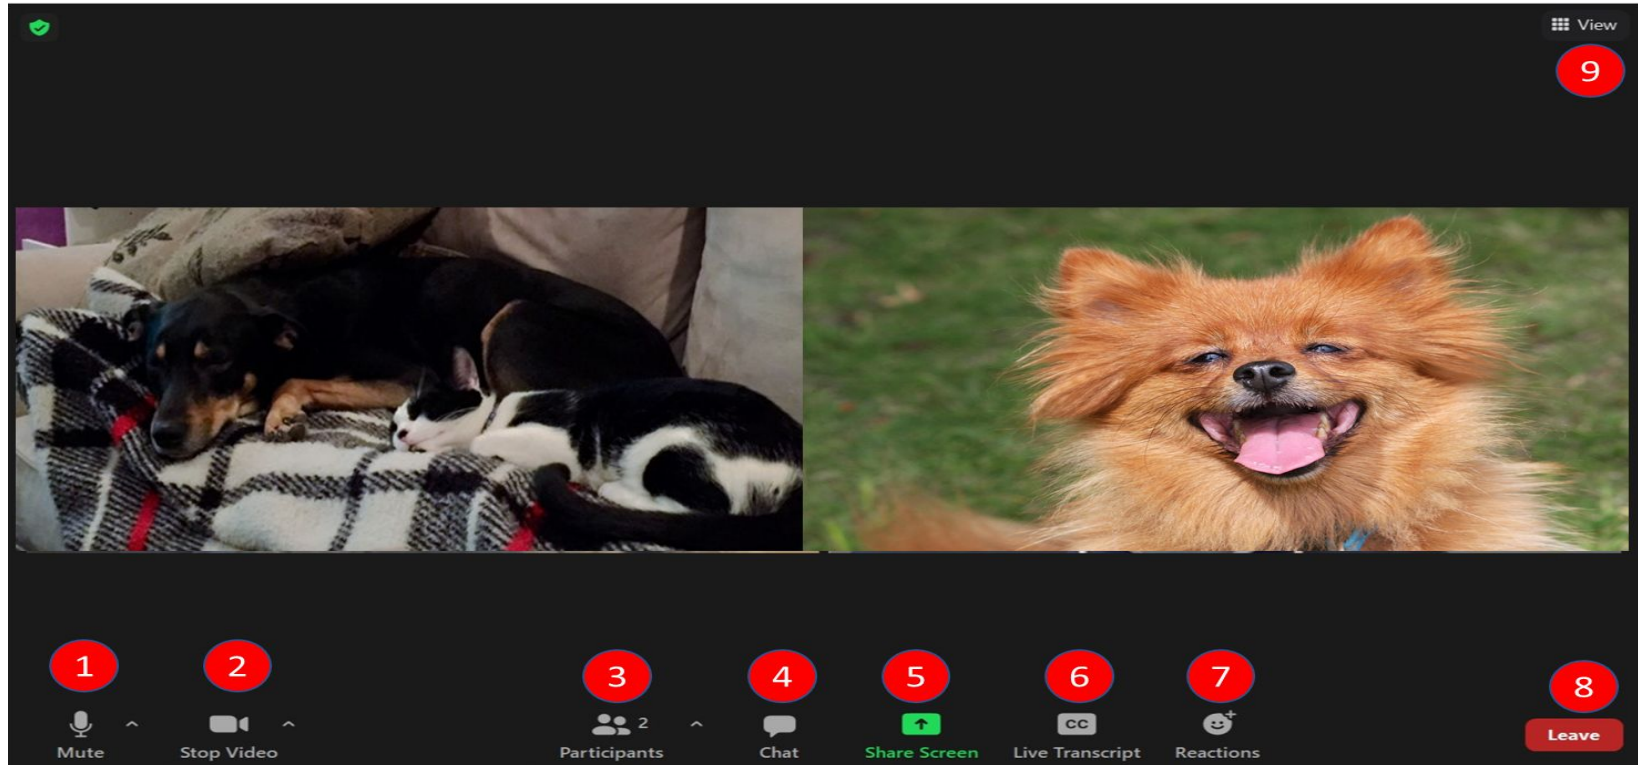 View
9
1 2 3 4 5 6 7 8
2
CC
Mute Stop Video Participants Chat Share Screen Live Transcript Reactions Leave